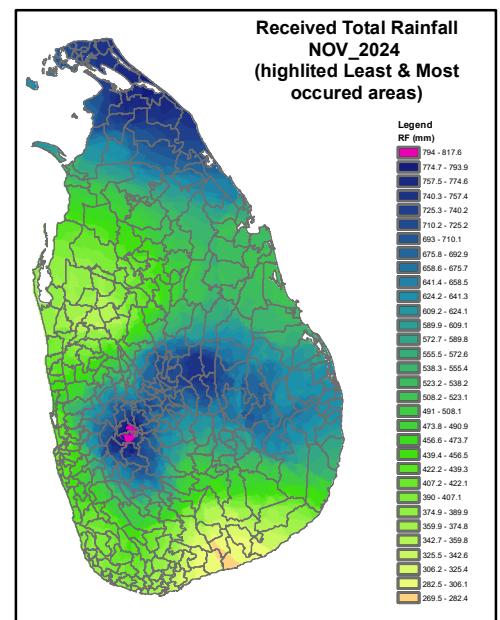 Received Total Rainfall
NOV_2024
(highlited Least & Most
occured areas)
Legend
RF (mm)
794 - 817.6
774.7 - 793.9
757.5 - 774.6
740.3 - 757.4
725.3 - 740.2
710.2 - 725.2
693 - 710.1
675.8 - 692.9
658.6 - 675.7
641.4 - 658.5
624.2 - 641.3
609.2 - 624.1
589.9 - 609.1
572.7 - 589.8
555.5 - 572.6
538.3 - 555.4
523.2 - 538.2
508.2 - 523.1
491 - 508.1
473.8 - 490.9
456.6 - 473.7
439.4 - 456.5
422.2 - 439.3
407.2 - 422.1
390 - 407.1
374.9 - 389.9
359.9 - 374.8
342.7 - 359.8
325.5 - 342.6
306.2 - 325.4
282.5 - 306.1
269.5 - 282.4